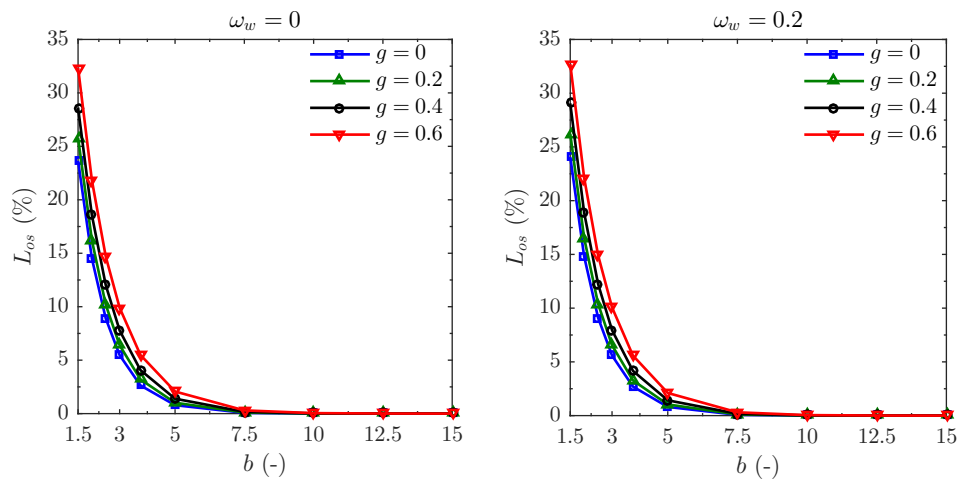 ω_w = 0
35
30
25
20
15
10
5
0
L_os (%)
1.5 3 5 7.5 10 12.5 15
b (-)
g = 0
g = 0.2
g = 0.4
g = 0.6
ω_w = 0.2
35
30
25
20
15
10
5
0
L_os (%)
1.5 3 5 7.5 10 12.5 15
b (-)
g = 0
g = 0.2
g = 0.4
g = 0.6